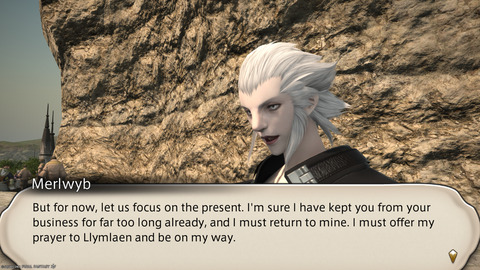 Merlwyb
But for now, let us focus on the present. I'm sure I have kept you from your
business for far too long already, and I must return to mine. I must offer my
prayer to Llymlaen and be on my way.